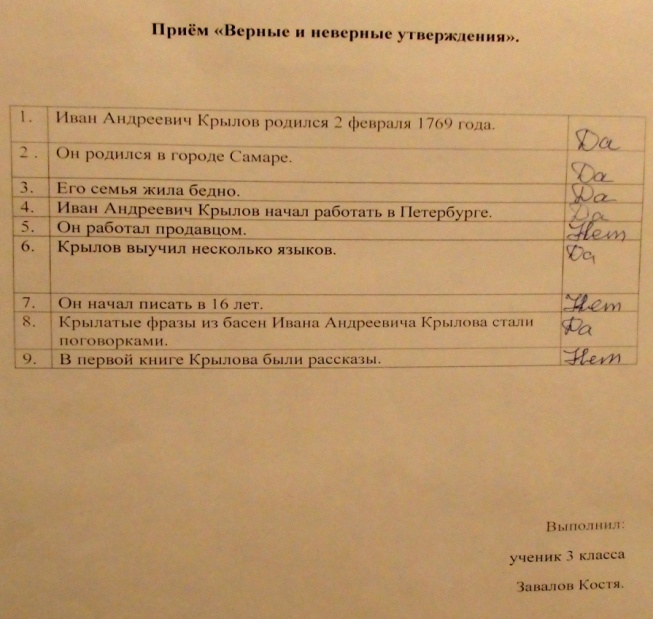 Приём «Верные и неверные утверждения».
1. Иван Андреевич Крылов родился 2 февраля 1769 года. Да
2 . Он родился в городе Самаре. Да
3. Его семья жила бедно. Да
4. Иван Андреевич Крылов начал работать в Петербурге. Да
5. Он работал продавцом. Нет
6. Крылов выучил несколько языков. Да
7. Он начал писать в 16 лет. Нет
8. Крылатые фразы из басен Ивана Андреевича Крылова стали Да
поговорками.
9. В первой книге Крылова были рассказы. Нет
Выполнил:
ученик 3 класса
Завалов Костя.